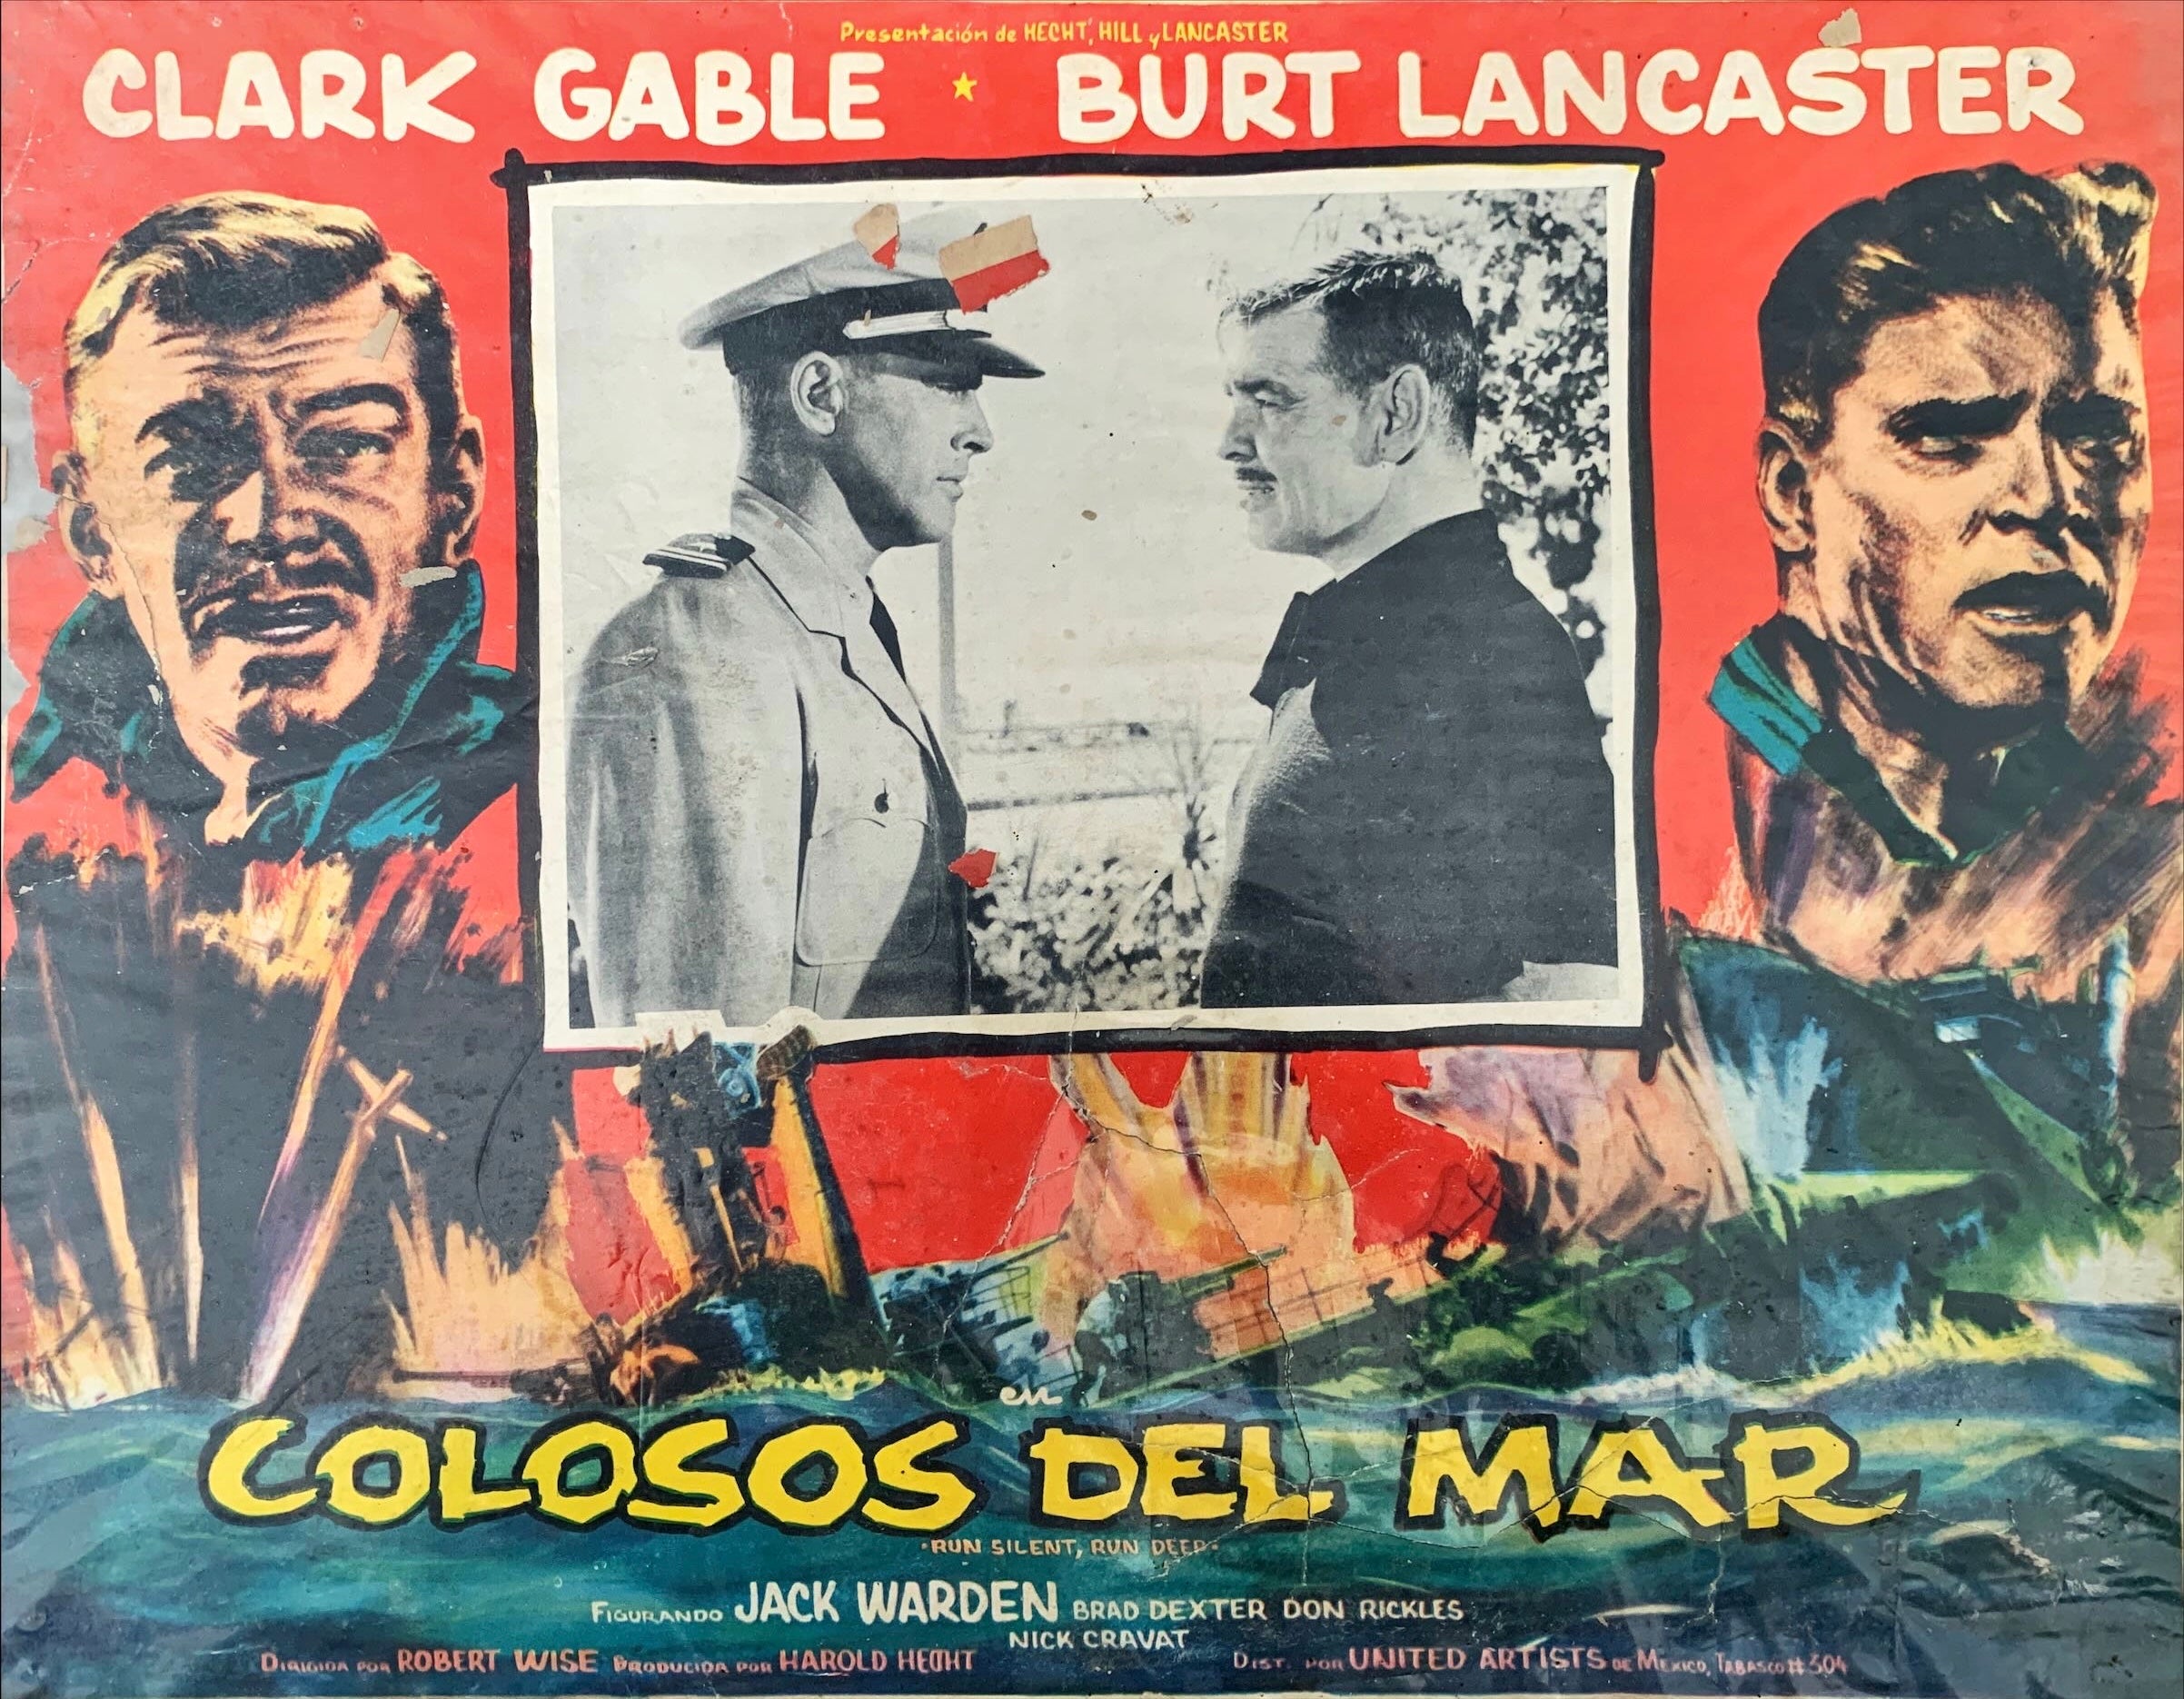 Presentación de HECHT, HILL y LANCASTER
CLARK GABLE ★ BURT LANCASTER
en
COLOSOS DEL MAR
·RUN SILENT, RUN DEEP·
FIGURANDO JACK WARDEN BRAD DEXTER DON RICKLES
NICK CRAVAT
DIRIGIDA POR ROBERT WISE PRODUCIDA POR HAROLD HECHT
DIST. POR UNITED ARTISTS DE MEXICO, TABASCO # 304